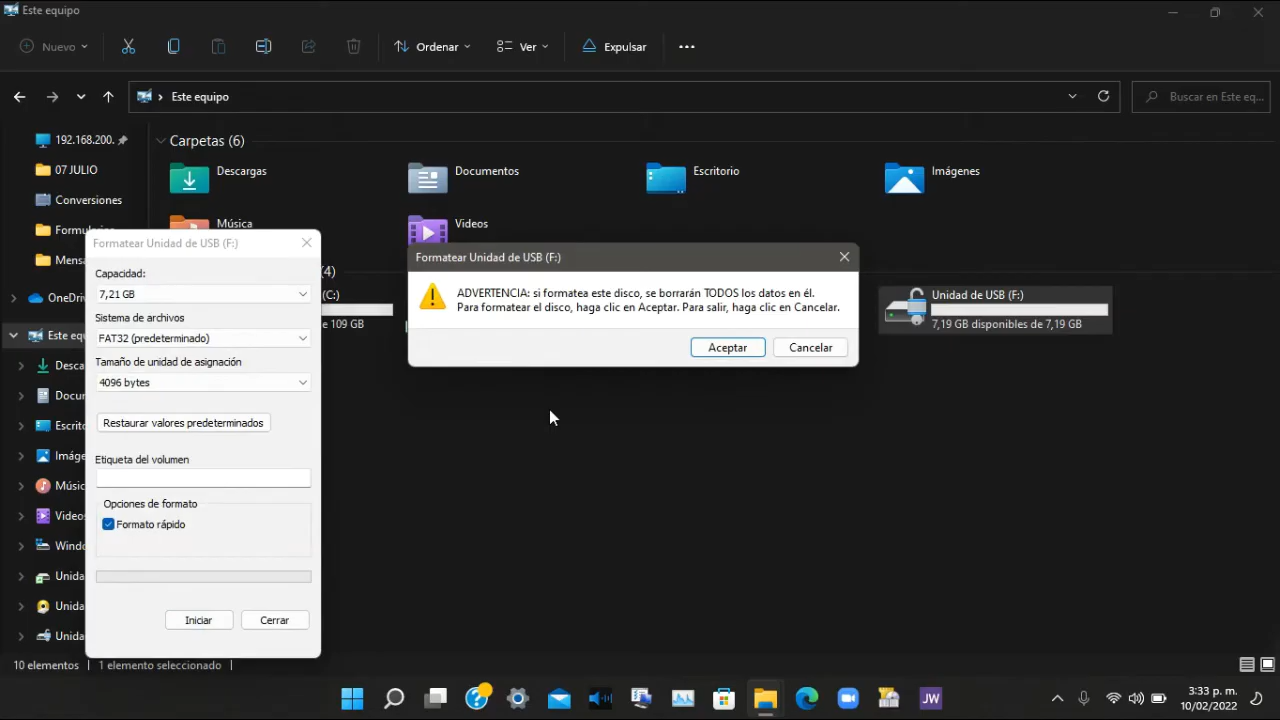 Este equipo
Nuevo
Ordenar
Ver
Expulsar
Este equipo
Buscar en Este eq...
192.168.200.
07 JULIO
Conversiones
Formularios
Mensa
OneDriv
Este equ
Desca
Docur
Escrito
Imáge
Músic
Videos
Windo
Unida
Unida
Unida
Carpetas (6)
Descargas
Documentos
Escritorio
Imágenes
Música
Videos
(4)
(C:)
de 109 GB
Unidad de USB (F:)
7,19 GB disponibles de 7,19 GB
Formatear Unidad de USB (F:)
Capacidad:
7,21 GB
Sistema de archivos
FAT32 (predeterminado)
Tamaño de unidad de asignación
4096 bytes
Restaurar valores predeterminados
Etiqueta del volumen
Opciones de formato
Formato rápido
Iniciar
Cerrar
Formatear Unidad de USB (F:)
ADVERTENCIA: si formatea este disco, se borrarán TODOS los datos en él.
Para formatear el disco, haga clic en Aceptar. Para salir, haga clic en Cancelar.
Aceptar
Cancelar
10 elementos
1 elemento seleccionado
JW
3:33 p. m.
10/02/2022